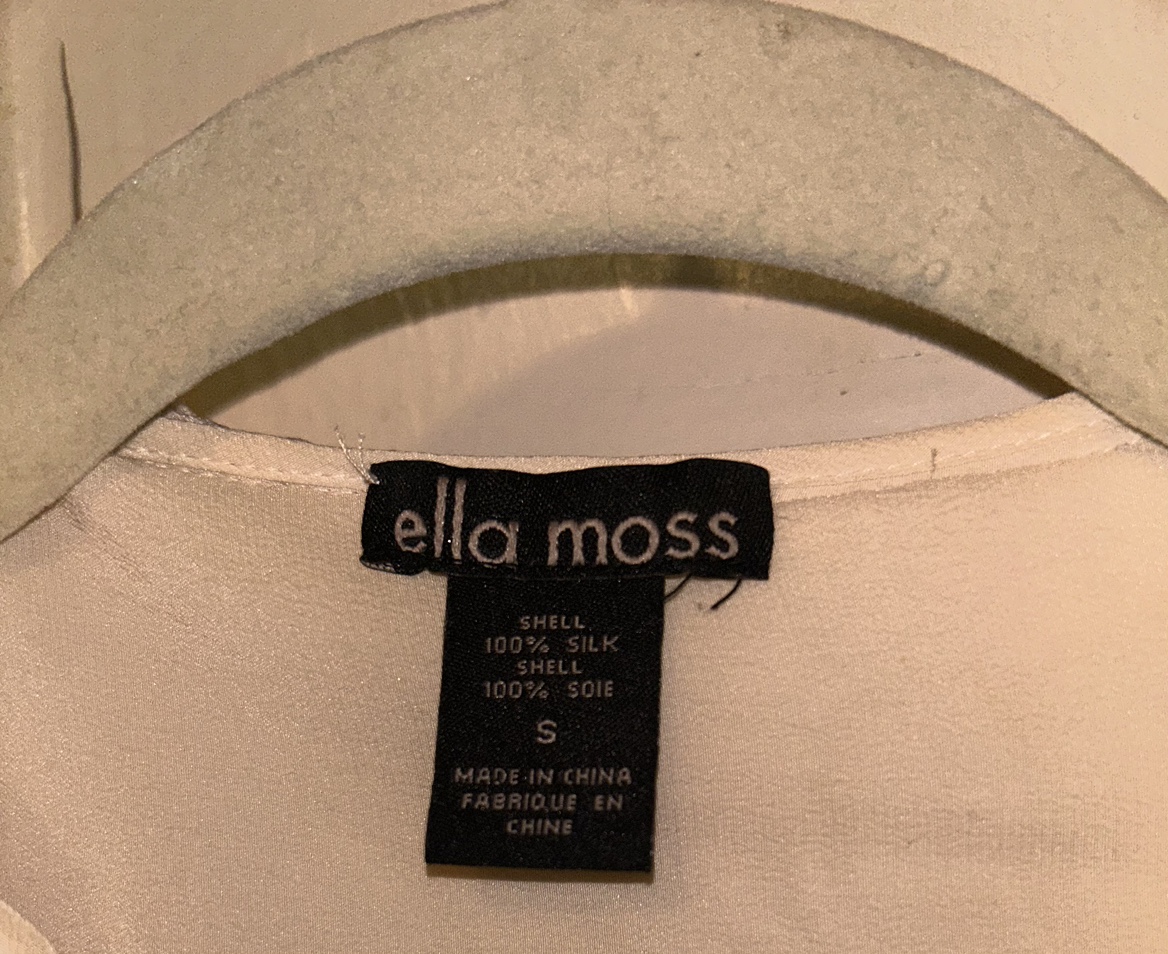 ella moss
SHELL
100% SILK
SHELL
100% SOIE
S
MADE IN CHINA
FABRIQUE EN
CHINE